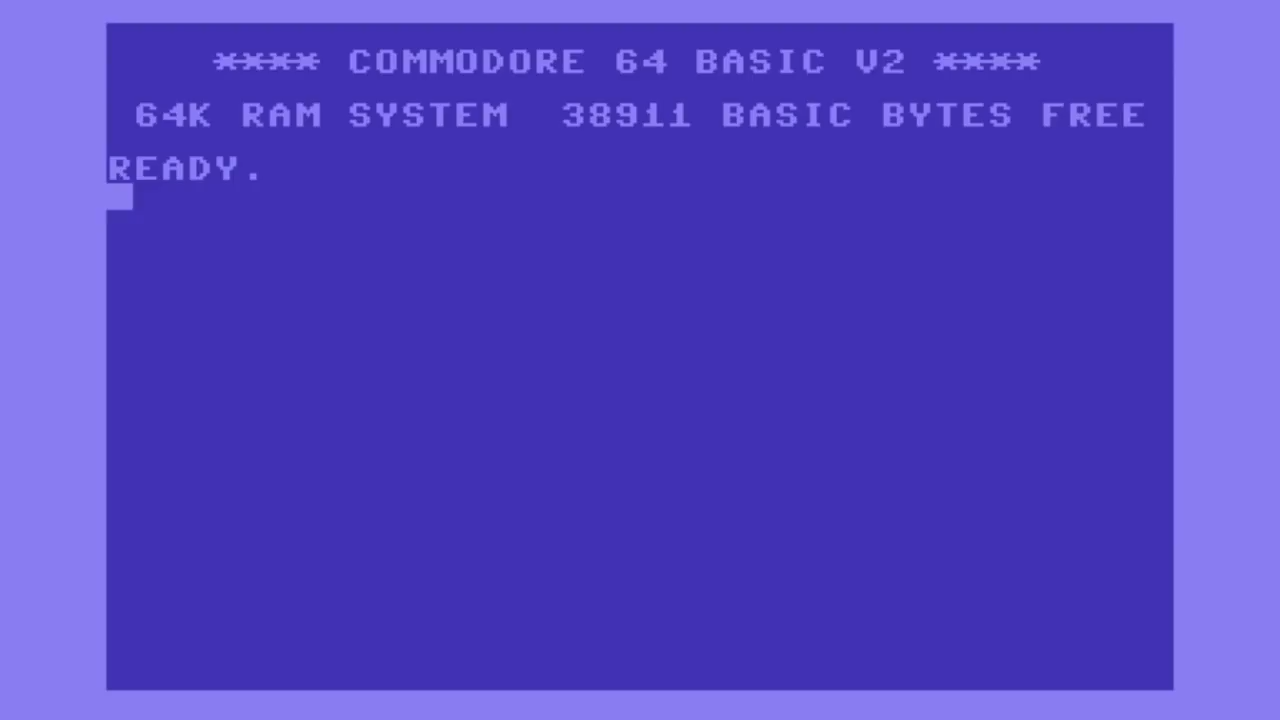 **** COMMODORE 64 BASIC V2 ****
64K RAM SYSTEM  38911 BASIC BYTES FREE
READY.